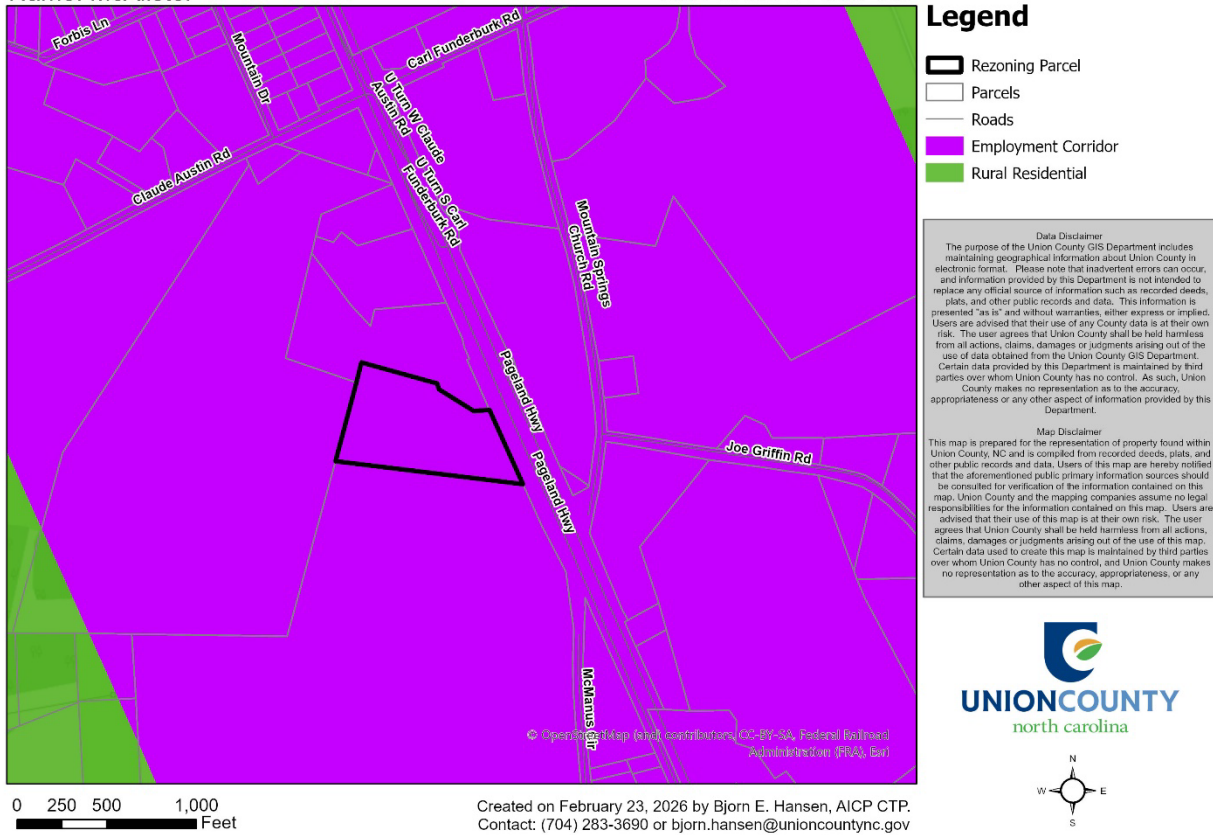 Forbis Ln
Mountain Dr
Carl Funderburk Rd
U Turn W Claude
Austin Rd
U Turn S Carl
Funderburk Rd
Claude Austin Rd
Mountain Springs
Church Rd
Pageland Hwy
Pageland Hwy
Joe Griffin Rd
McManus Cir
© OpenStreetMap (and) contributors, CC-BY-SA, Federal Railroad
Administration (FRA), Esri
0 250 500 1,000
Feet
Created on February 23, 2026 by Bjorn E. Hansen, AICP CTP.
Contact: (704) 283-3690 or bjorn.hansen@unioncountync.gov
Legend
Rezoning Parcel
Parcels
Roads
Employment Corridor
Rural Residential
Data Disclaimer
The purpose of the Union County GIS Department includes
maintaining geographical information about Union County in
electronic format. Please note that inadvertent errors can occur,
and information provided by this Department is not intended to
replace any official source of information such as recorded deeds,
plats, and other public records and data. This information is
presented "as is" and without warranties, either express or implied.
Users are advised that their use of any County data is at their own
risk. The user agrees that Union County shall be held harmless
from all actions, claims, damages or judgments arising out of the
use of data obtained from the Union County GIS Department.
Certain data provided by this Department is maintained by third
parties over whom Union County has no control. As such, Union
County makes no representation as to the accuracy,
appropriateness or any other aspect of information provided by this
Department.
Map Disclaimer
This map is prepared for the representation of property found within
Union County, NC and is compiled from recorded deeds, plats, and
other public records and data. Users of this map are hereby notified
that the aforementioned public primary information sources should
be consulted for verification of the information contained on this
map. Union County and the mapping companies assume no legal
responsibilities for the information contained on this map. Users are
advised that their use of this map is at their own risk. The user
agrees that Union County shall be held harmless from all actions,
claims, damages or judgments arising out of the use of this map.
Certain data used to create this map is maintained by third parties
over whom Union County has no control, and Union County makes
no representation as to the accuracy, appropriateness, or any
other aspect of this map.
UNIONCOUNTY
north carolina
N
W E
S